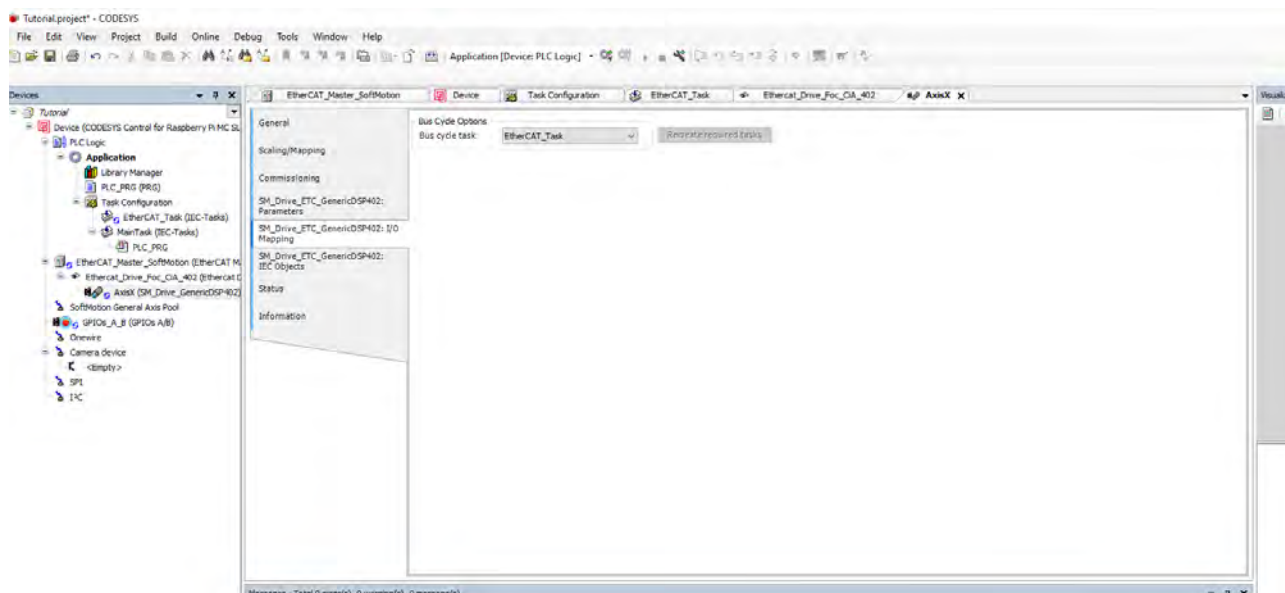 Tutorial.project* - CODESYS
File Edit View Project Build Online Debug Tools Window Help
Application [Device: PLC Logic]
Devices
EtherCAT_Master_SoftMotion Device Task Configuration EtherCAT_Task Ethercat_Drive_Foc_CiA_402 AxisX
Tutorial
Device (CODESYS Control for Raspberry Pi MC SL
PLC Logic
Application
Library Manager
PLC_PRG (PRG)
Task Configuration
EtherCAT_Task (IEC-Tasks)
MainTask (IEC-Tasks)
PLC_PRG
EtherCAT_Master_SoftMotion (EtherCAT M
Ethercat_Drive_Foc_CiA_402 (Ethercat D
AxisX (SM_Drive_GenericDSP402)
SoftMotion General Axis Pool
GPIOs_A_B (GPIOs A/B)
Onewire
Camera device
<Empty>
SPI
I²C
General
Scaling/Mapping
Commissioning
SM_Drive_ETC_GenericDSP402:
Parameters
SM_Drive_ETC_GenericDSP402: I/O
Mapping
SM_Drive_ETC_GenericDSP402:
IEC Objects
Status
Information
Bus Cycle Options
Bus cycle task: EtherCAT_Task Recreate required tasks